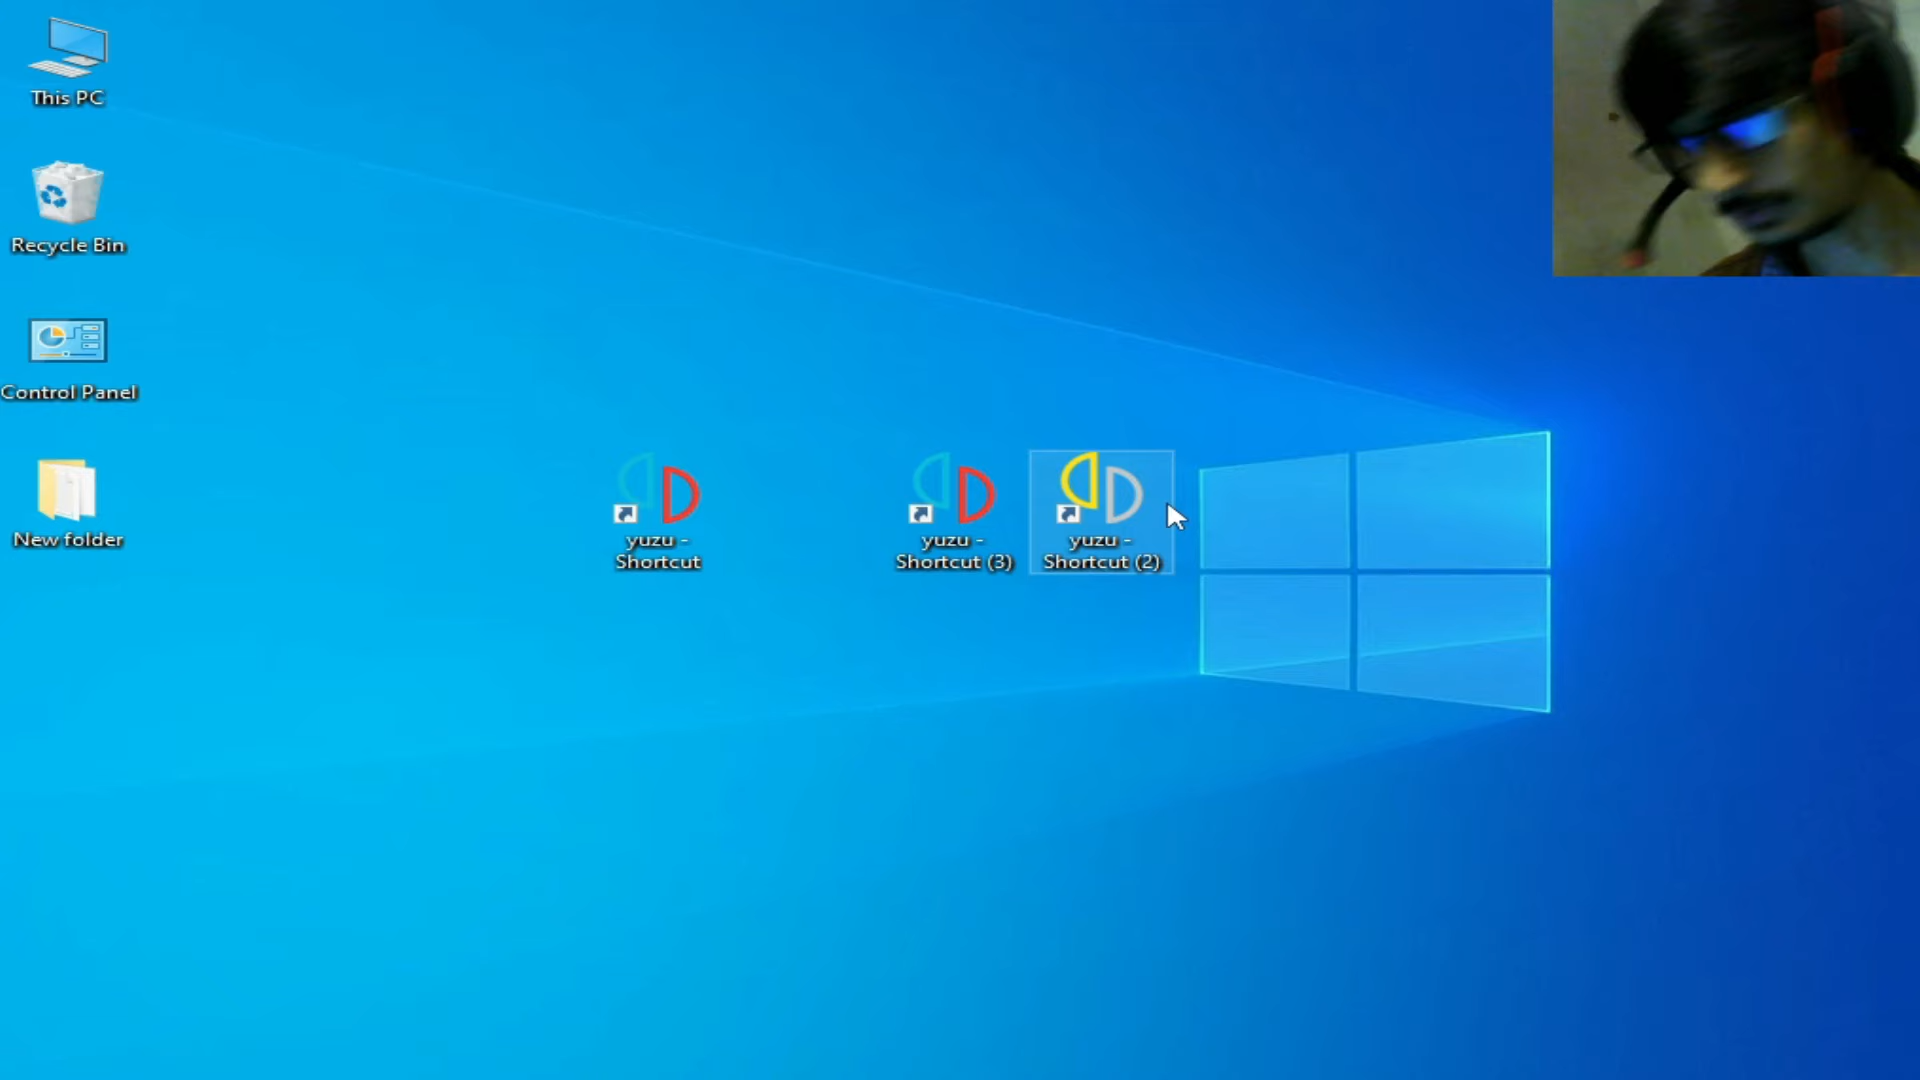 This PC
Recycle Bin
Control Panel
New folder
yuzu -
Shortcut
yuzu -
Shortcut (3)
yuzu -
Shortcut (2)